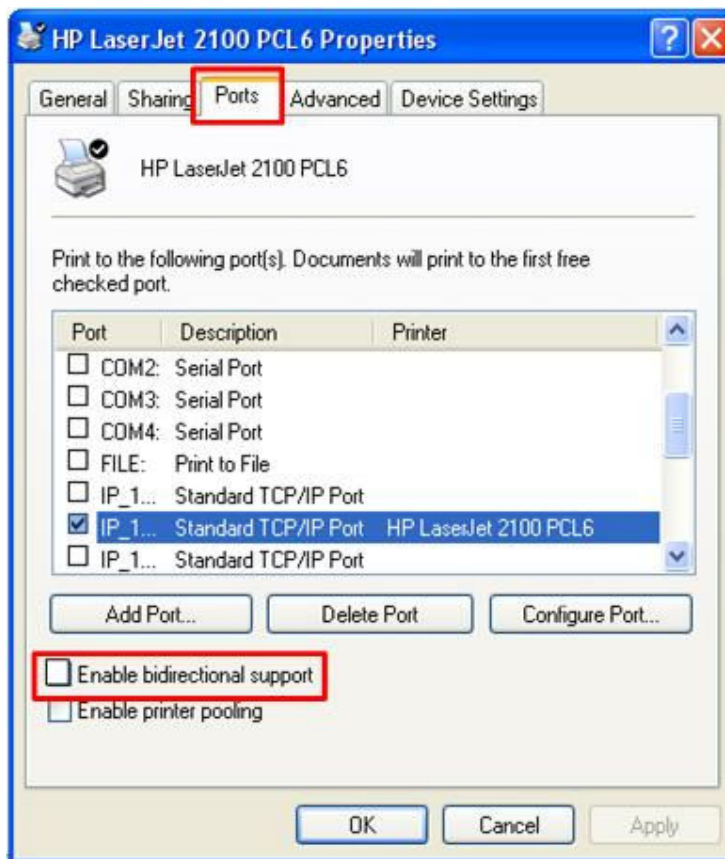 HP LaserJet 2100 PCL6 Properties
General Sharing Ports Advanced Device Settings
HP LaserJet 2100 PCL6
Print to the following port(s). Documents will print to the first free
checked port.
Port Description Printer
COM2: Serial Port
COM3: Serial Port
COM4: Serial Port
FILE: Print to File
IP_1... Standard TCP/IP Port
IP_1... Standard TCP/IP Port HP LaserJet 2100 PCL6
IP_1... Standard TCP/IP Port
Add Port... Delete Port Configure Port...
Enable bidirectional support
Enable printer pooling
OK Cancel Apply